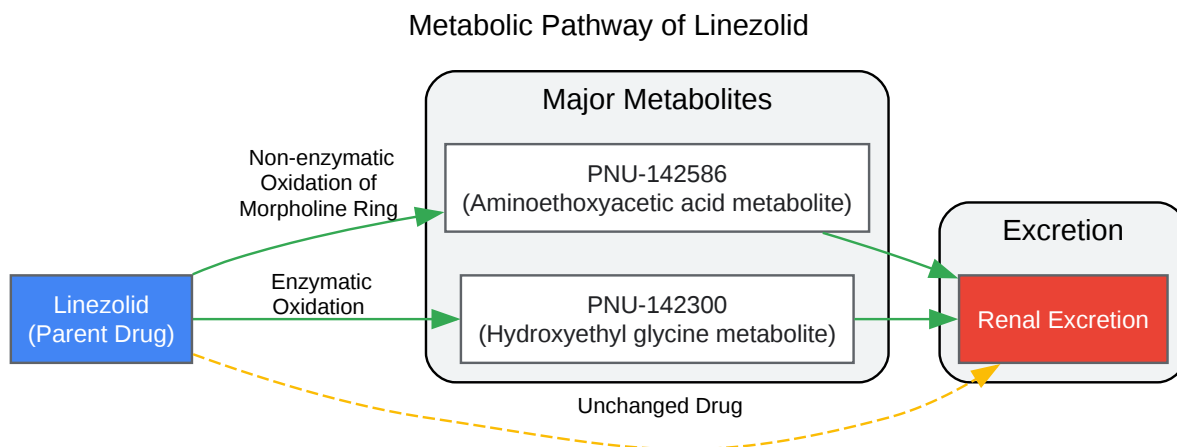 Metabolic Pathway of Linezolid
Major Metabolites
Non-enzymatic
Oxidation of
Morpholine Ring
PNU-142586
(Aminoethoxyacetic acid metabolite)
Excretion
Linezolid
(Parent Drug)
Enzymatic
Oxidation
PNU-142300
(Hydroxyethyl glycine metabolite)
Renal Excretion
Unchanged Drug